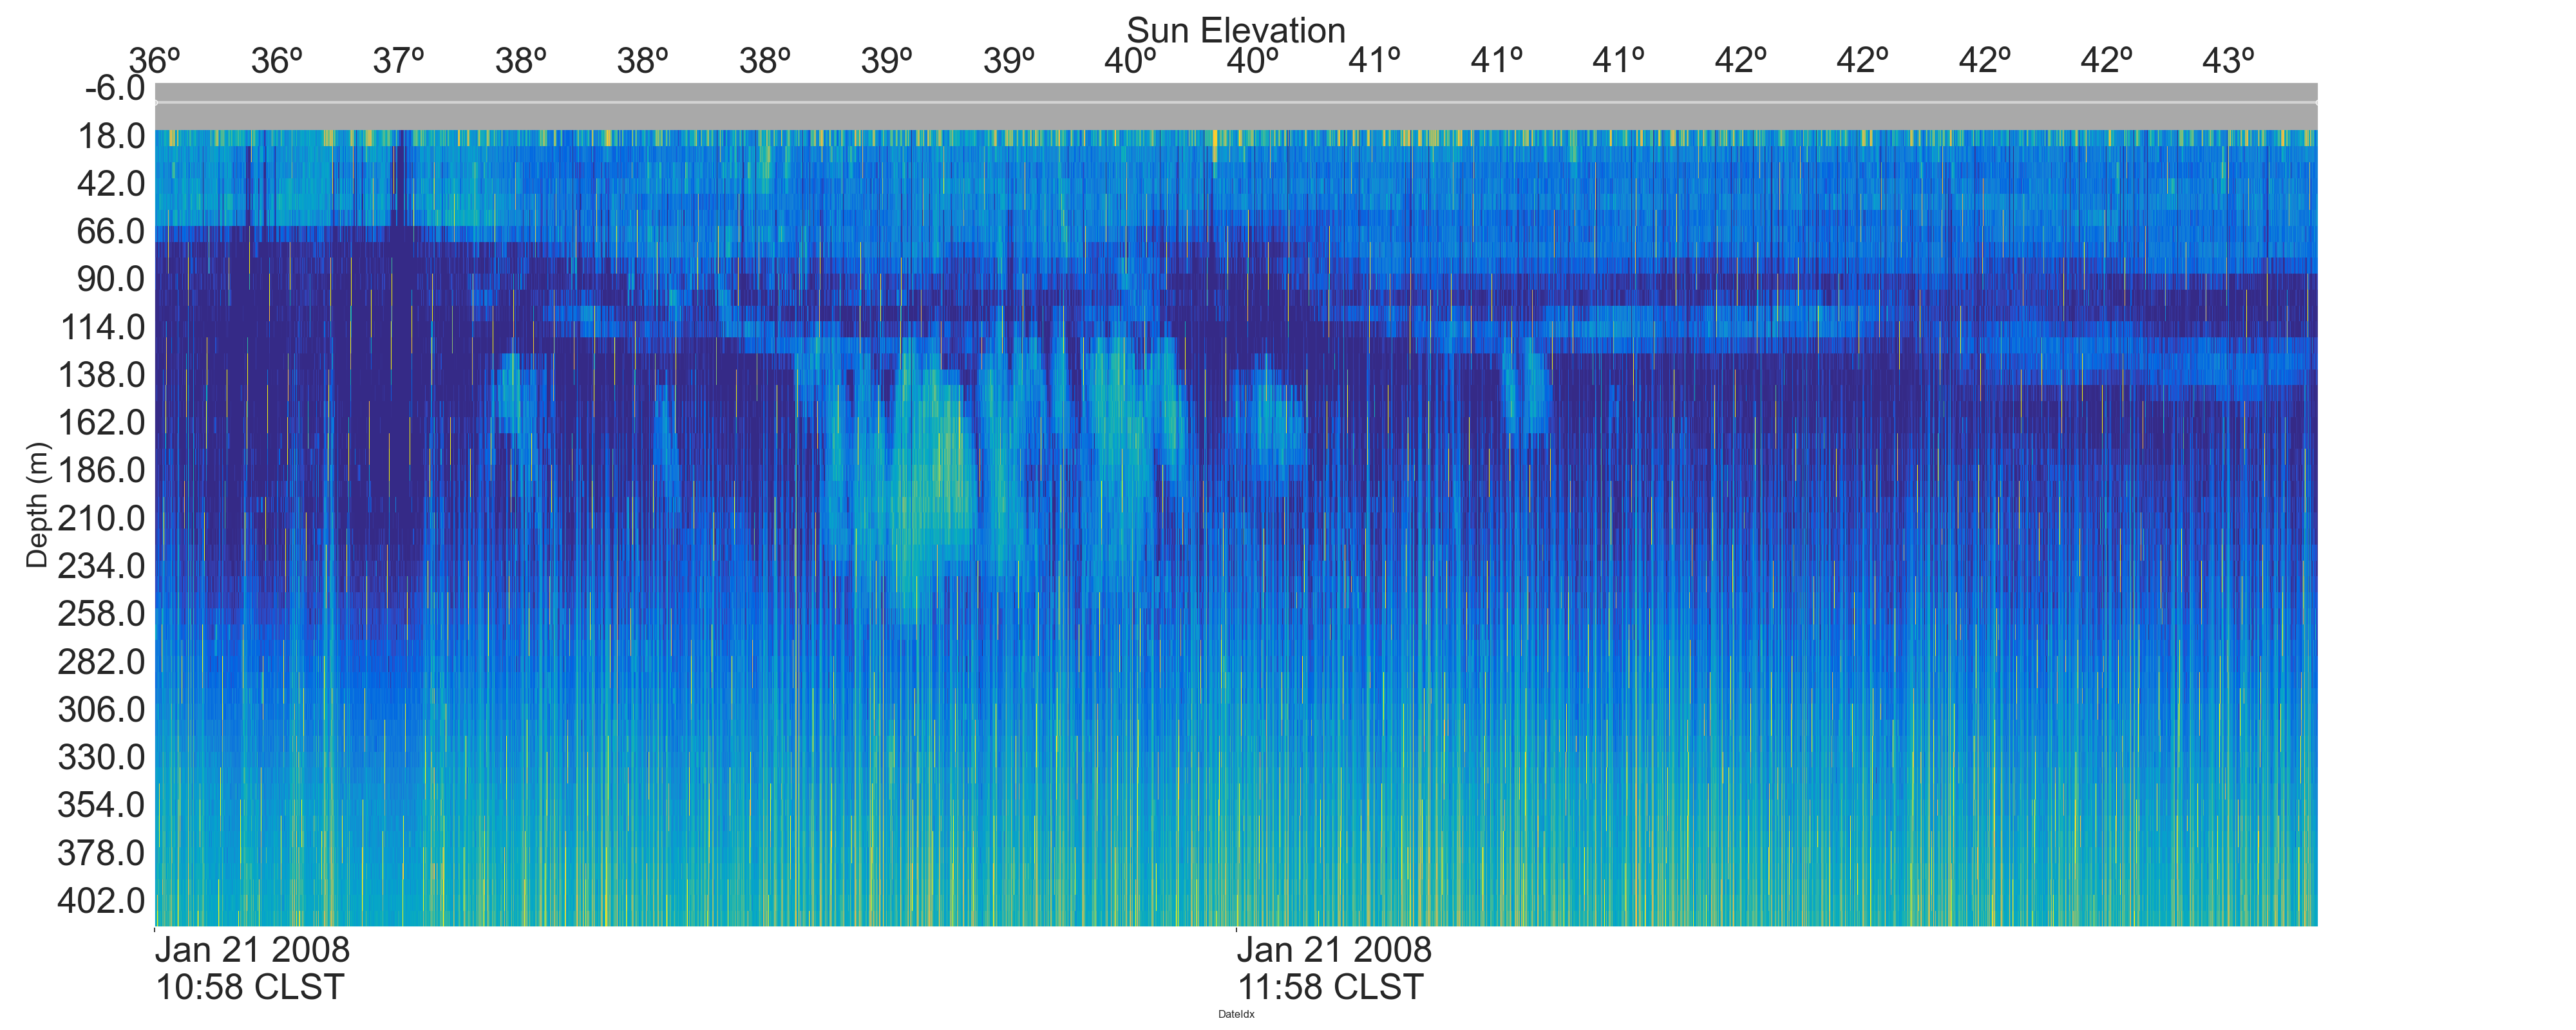 Sun Elevation
36º 36º 37º 38º 38º 38º 39º 39º 40º 40º 41º 41º 41º 42º 42º 42º 42º 43º
-6.0
18.0
42.0
66.0
90.0
114.0
138.0
162.0
186.0
210.0
234.0
258.0
282.0
306.0
330.0
354.0
378.0
402.0
Depth (m)
Jan 21 2008
10:58 CLST
Jan 21 2008
11:58 CLST
DateIdx